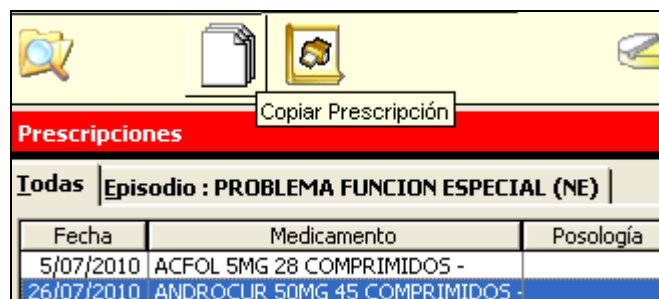 Copiar Prescripción
Prescripciones
Todas Episodio : PROBLEMA FUNCION ESPECIAL (NE)
Fecha Medicamento Posología
5/07/2010 ACFOL 5MG 28 COMPRIMIDOS -
26/07/2010 ANDROCUR 50MG 45 COMPRIMIDOS -